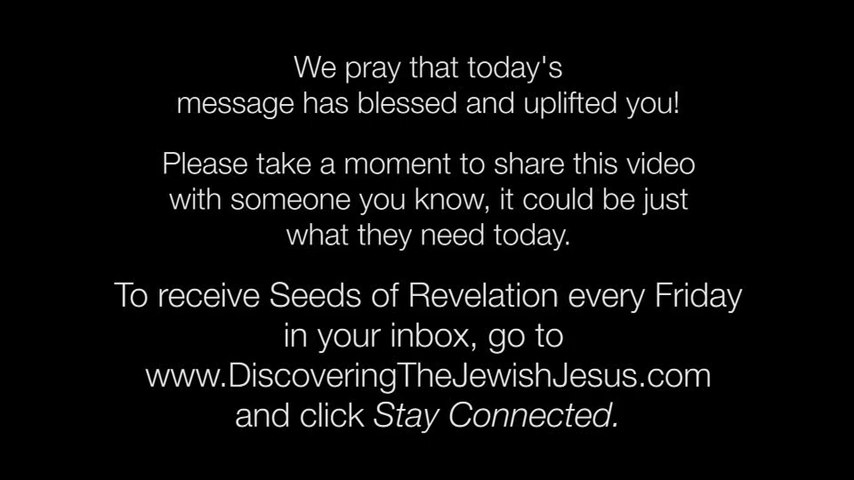 We pray that today's
message has blessed and uplifted you!
Please take a moment to share this video
with someone you know, it could be just
what they need today.
To receive Seeds of Revelation every Friday
in your inbox, go to
www.DiscoveringTheJewishJesus.com
and click Stay Connected.